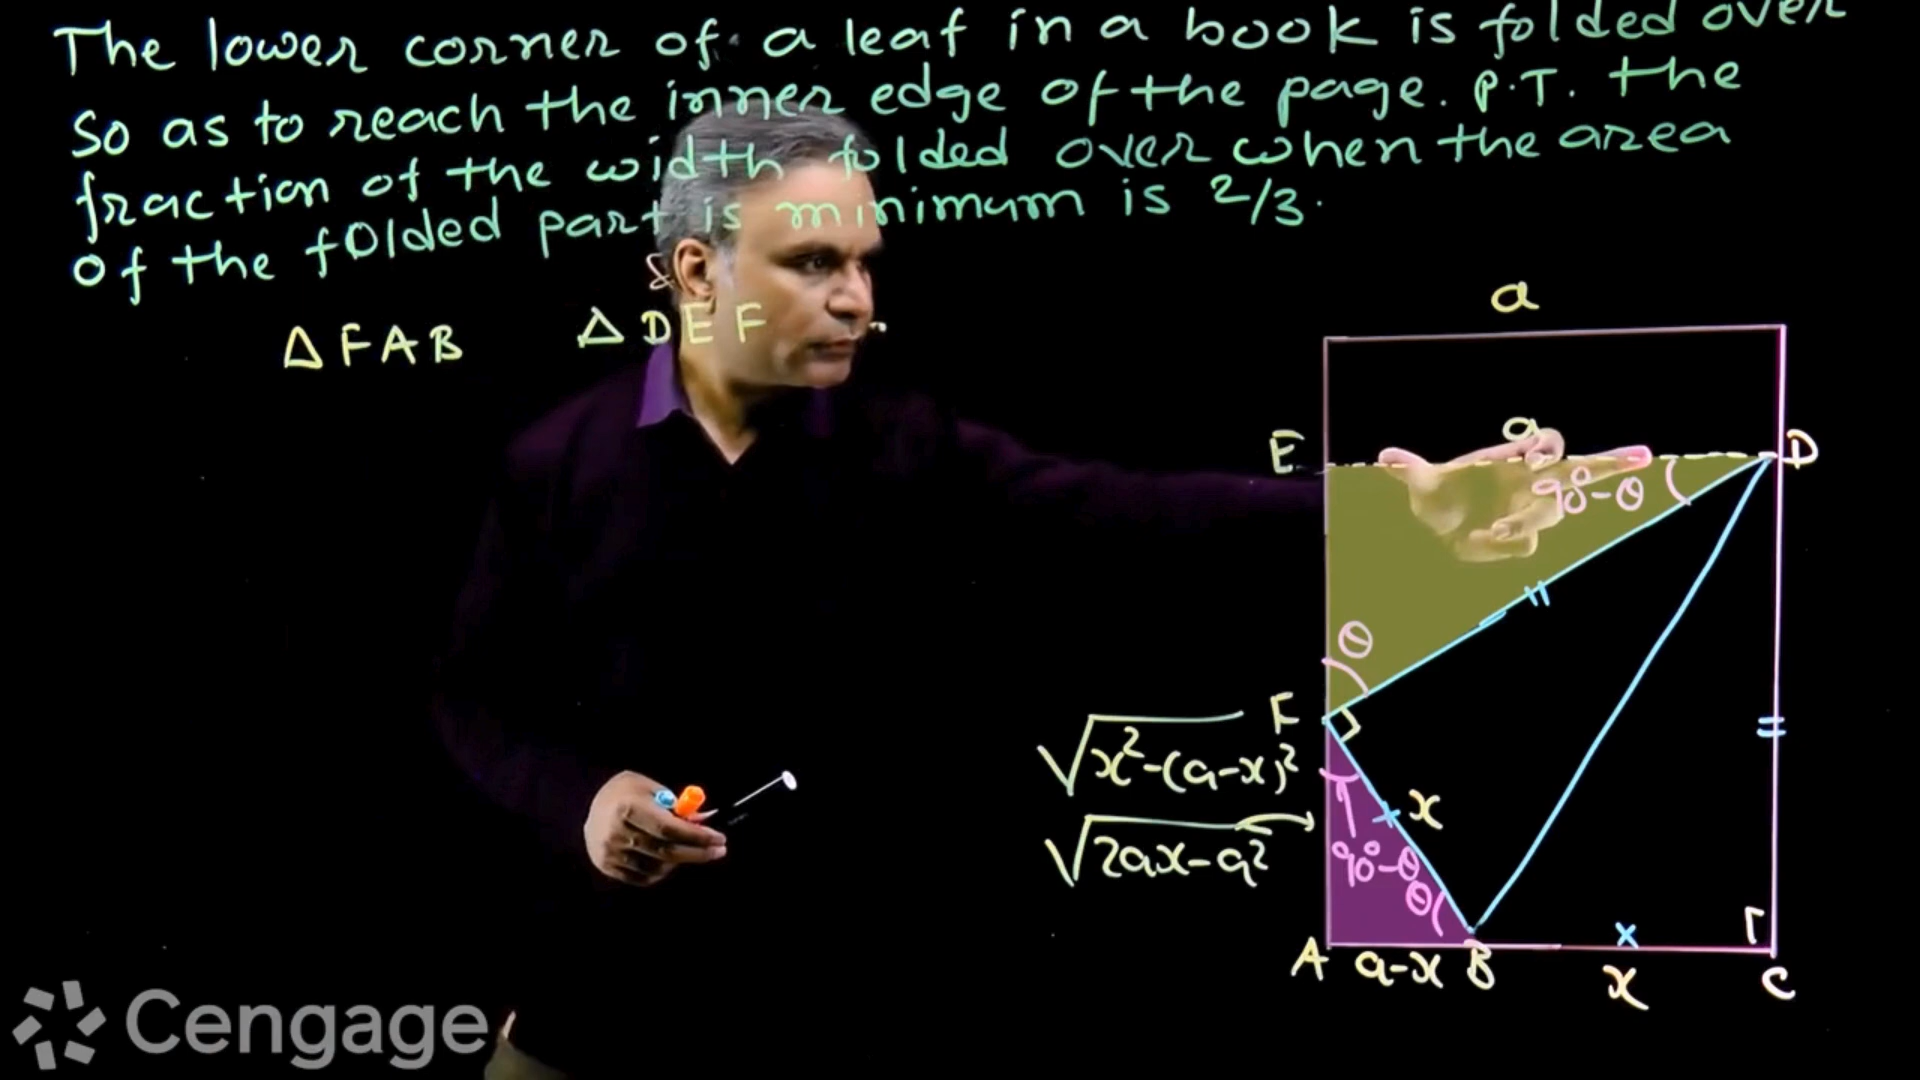 The lower corner of a leaf in a book is folded over
so as to reach the inner edge of the page. P.T. the
fraction of the width folded over when the area
of the folded part is minimum is 2/3.
&
△FAB △DEF
a
E a D
90°-θ
θ
F
√x²-(a-x)²
√2ax-a²
x
90°-θ
θ
A a-x B x C
Cengage